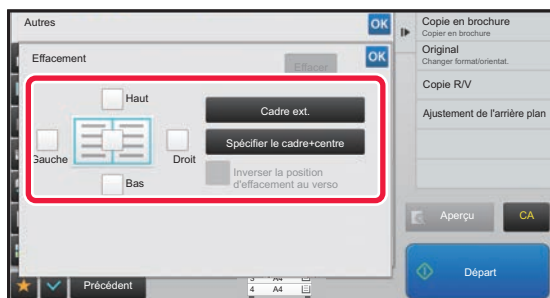 Autres
OK
Effacement
OK
Effacer
Haut
Gauche
Droit
Bas
Cadre ext.
Spécifier le cadre+centre
Inverser la position
d'effacement au verso
Précédent
3 A4
4 A4
Copie en brochure
Copier en brochure
Original
Changer format/orientat.
Copie R/V
Ajustement de l'arrière plan
Aperçu
CA
Départ